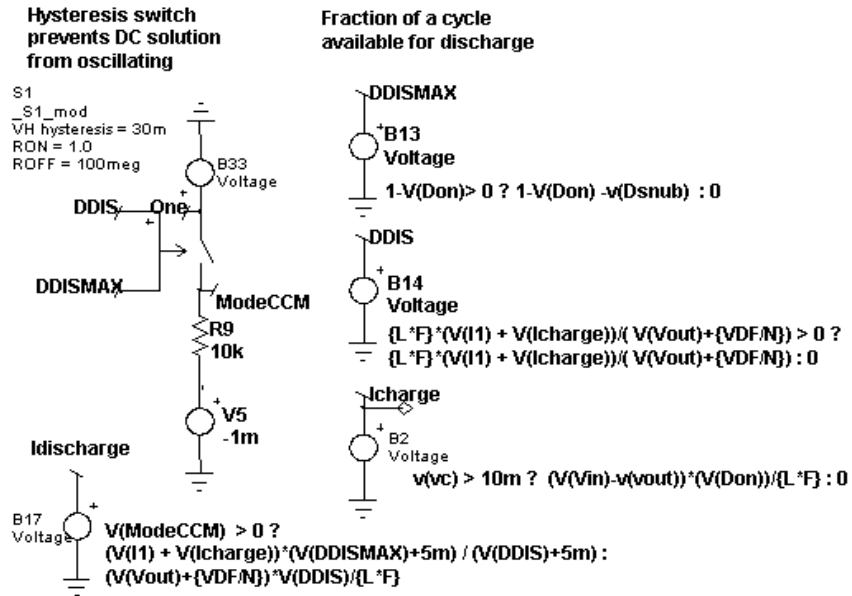 Hysteresis switch
prevents DC solution
from oscillating
Fraction of a cycle
available for discharge
S1
_S1_mod
VH hysteresis = 30m
RON = 1.0
ROFF = 100meg
B33
Voltage
DDIS
One
DDISMAX
ModeCCM
R9
10k
V5
-1m
DDISMAX
B13
Voltage
1-V(Don)> 0 ? 1-V(Don) -v(Dsnub) : 0
DDIS
B14
Voltage
{L*F}*(V(I1) + V(Icharge))/( V(Vout)+{VDF/N}) > 0 ?
{L*F}*(V(I1) + V(Icharge))/( V(Vout)+{VDF/N}) : 0
Icharge
B2
Voltage
v(vc) > 10m ? (V(Vin)-v(vout))*(V(Don))/{L*F} : 0
Idischarge
B17
Voltage
V(ModeCCM) > 0 ?
(V(I1) + V(Icharge))*(V(DDISMAX)+5m) / (V(DDIS)+5m) :
(V(Vout)+{VDF/N})*V(DDIS)/{L*F}